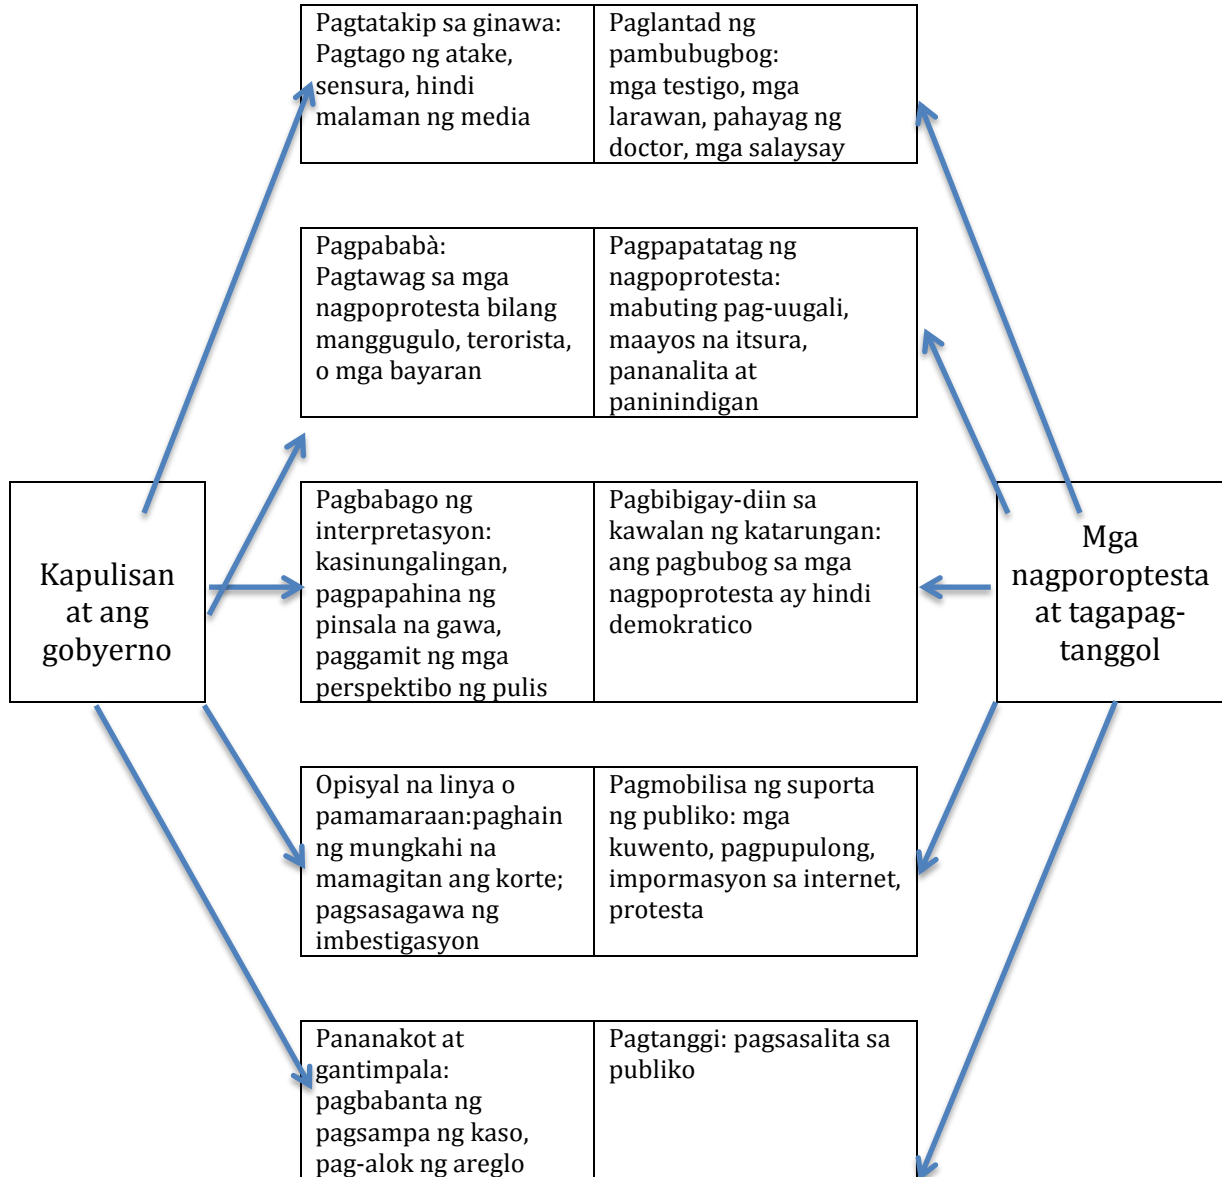 Pagtatakip sa ginawa:
Pagtago ng atake,
sensura, hindi
malaman ng media
Paglantad ng
pambubugbog:
mga testigo, mga
larawan, pahayag ng
doctor, mga salaysay
Pagpababà:
Pagtawag sa mga
nagpoprotesta bilang
manggugulo, terorista,
o mga bayaran
Pagpapatatag ng
nagpoprotesta:
mabuting pag-uugali,
maayos na itsura,
pananalita at
paninindigan
Kapulisan
at ang
gobyerno
Pagbabago ng
interpretasyon:
kasinungalingan,
pagpapahina ng
pinsala na gawa,
paggamit ng mga
perspektibo ng pulis
Pagbibigay-diin sa
kawalan ng katarungan:
ang pagbubog sa mga
nagpoprotesta ay hindi
demokratico
Mga
nagporoptesta
at tagapag-
tanggol
Opisyal na linya o
pamamaraan:paghain
ng mungkahi na
mamagitan ang korte;
pagsasagawa ng
imbestigasyon
Pagmobilisa ng suporta
ng publiko: mga
kuwento, pagpupulong,
impormasyon sa internet,
protesta
Pananakot at
gantimpala:
pagbabanta ng
pagsampa ng kaso,
pag-alok ng areglo
Pagtanggi: pagsasalita sa
publiko